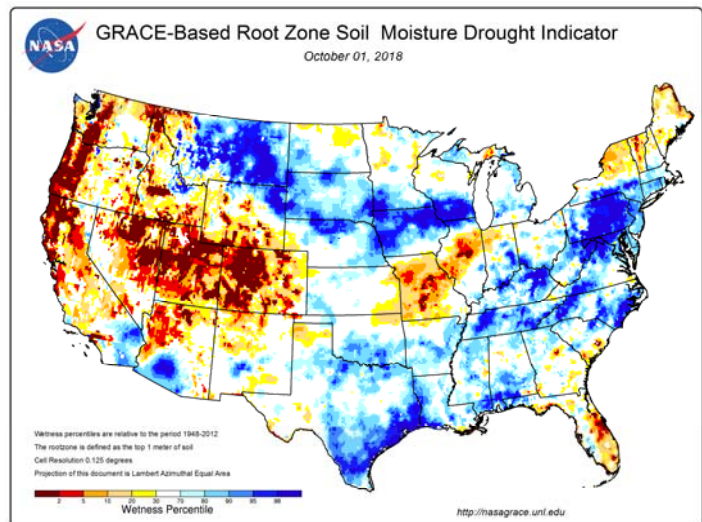 NASA
GRACE-Based Root Zone Soil Moisture Drought Indicator
October 01, 2018
Wetness percentiles are relative to the period 1948-2012
The rootzone is defined as the top 1 meter of soil
Cell Resolution 0.125 degrees
Projection of this document is Lambert Azimuthal Equal Area
2 5 10 20 30 70 80 90 95 98
Wetness Percentile
http://nasagrace.unl.edu